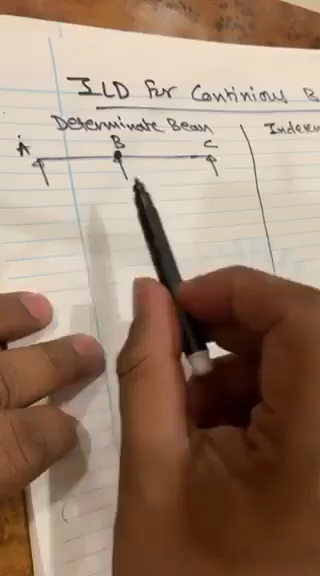 ILD For Continious B
Determinate Beam
Indeter
A B C